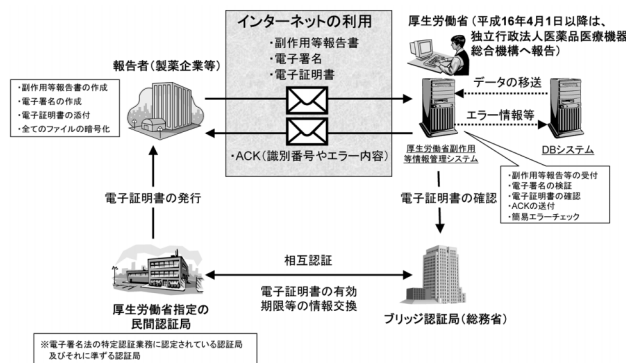 インターネットの利用
・副作用等報告書
・電子署名
・電子証明書
厚生労働省（平成16年4月1日以降は、
独立行政法人医薬品医療機器
総合機構へ報告）
報告者（製薬企業等）
・副作用等報告書の作成
・電子署名の作成
・電子証明書の添付
・全てのファイルの暗号化
・ACK（識別番号やエラー内容）
データの移送
エラー情報等
厚生労働省副作用
等情報管理システム
DBシステム
・副作用等報告等の受付
・電子署名の検証
・電子証明書の確認
・ACKの送付
・簡易エラーチェック
電子証明書の発行
電子証明書の確認
相互認証
電子証明書の有効
期限等の情報交換
厚生労働省指定の
民間認証局
ブリッジ認証局（総務省）
※電子署名法の特定認証業務に認定されている認証局
及びそれに準ずる認証局